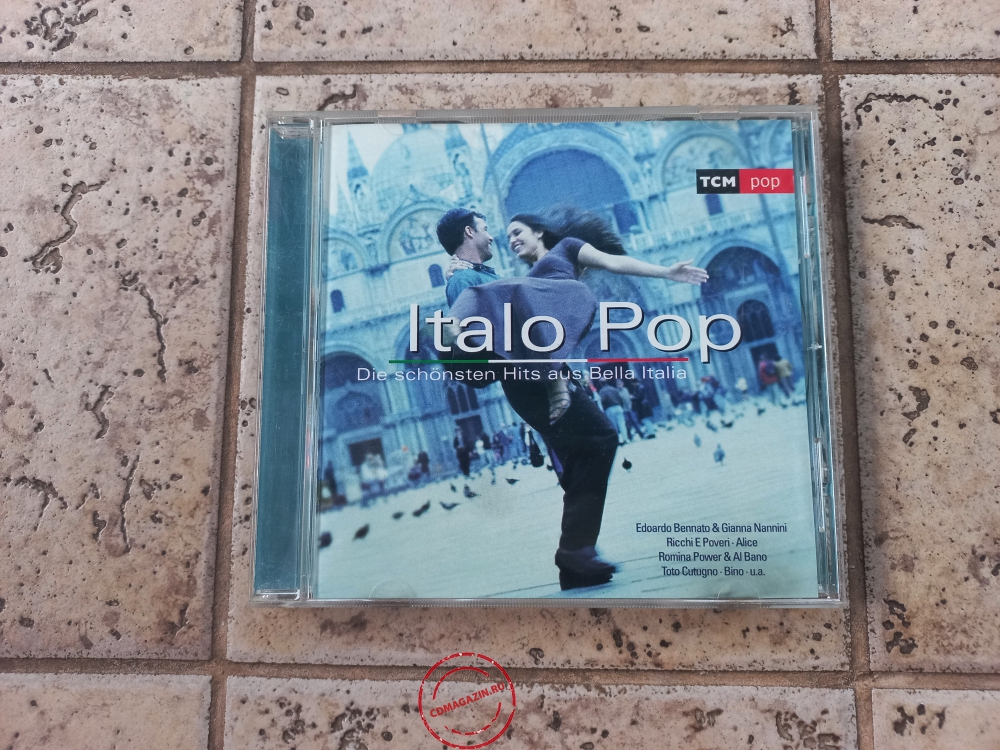 TCM pop
Italo Pop
Die schönsten Hits aus Bella Italia
Edoardo Bennato & Gianna Nannini
Ricchi E Poveri · Alice
Romina Power & Al Bano
Toto Cutugno · Bino · u.a.
CDMAGAZIN.RO